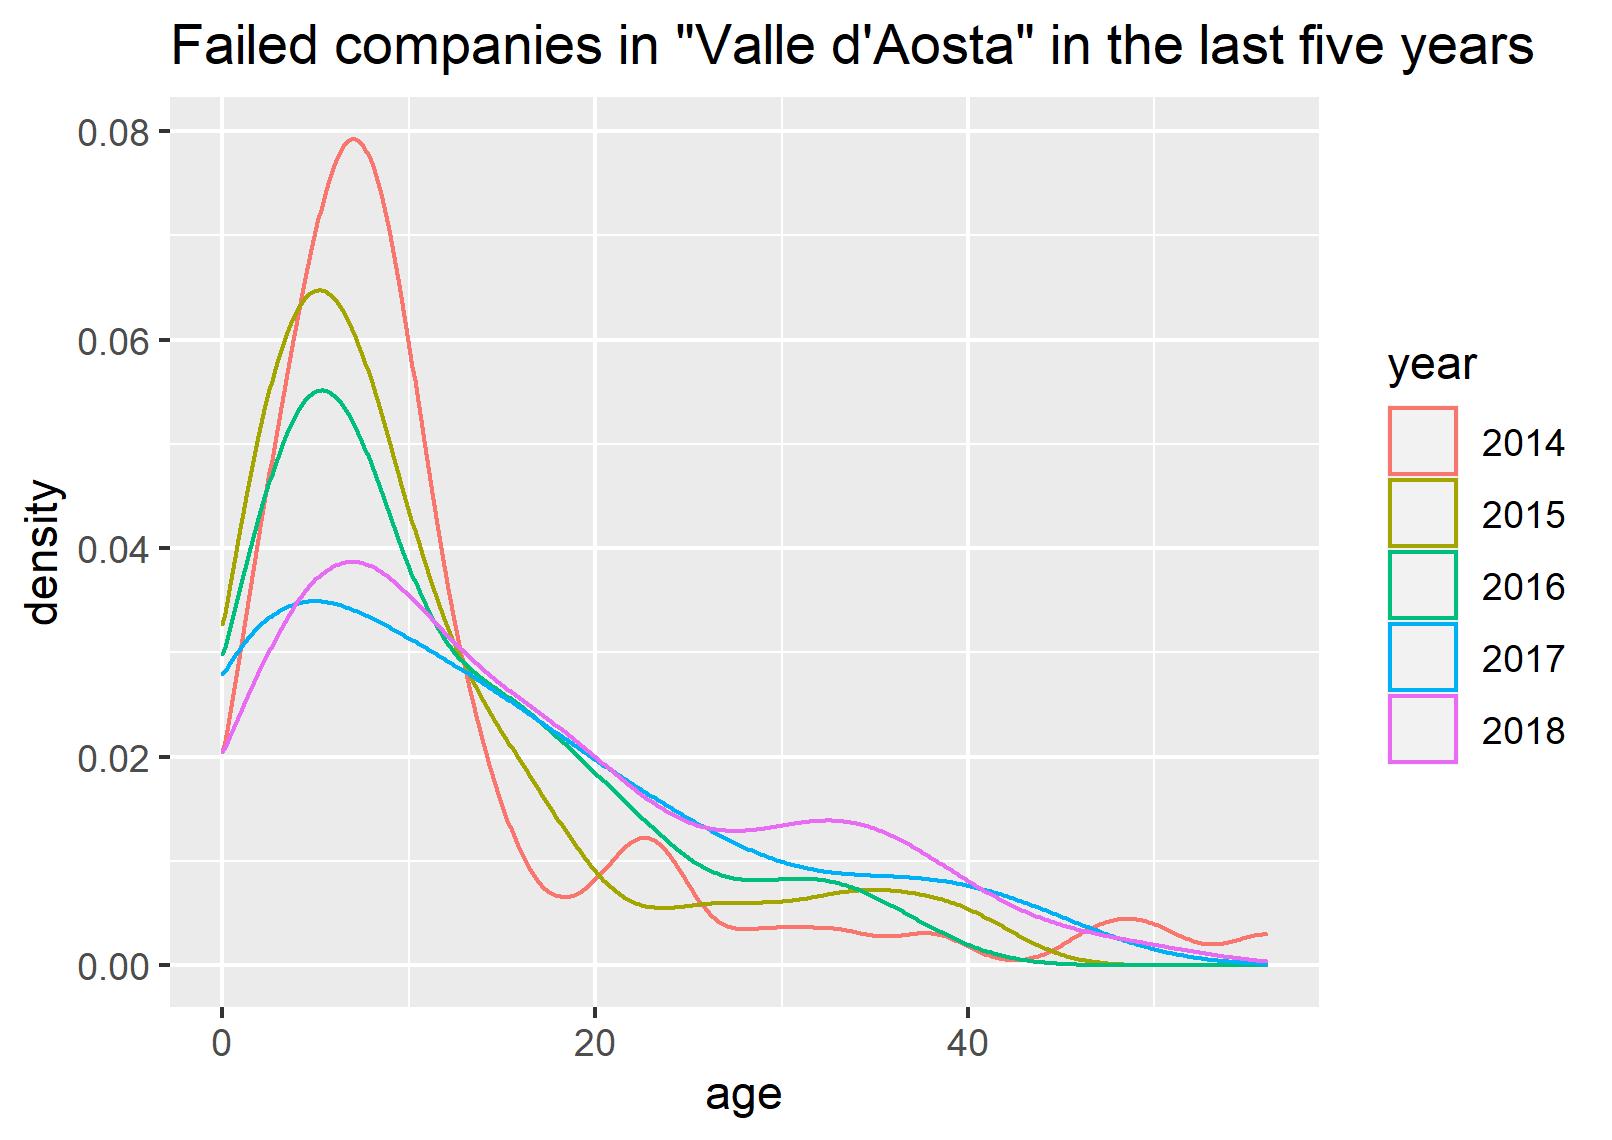 Failed companies in "Valle d'Aosta" in the last five years
0.08
0.06
0.04
0.02
0.00
density
0 20 40
age
year
2014
2015
2016
2017
2018